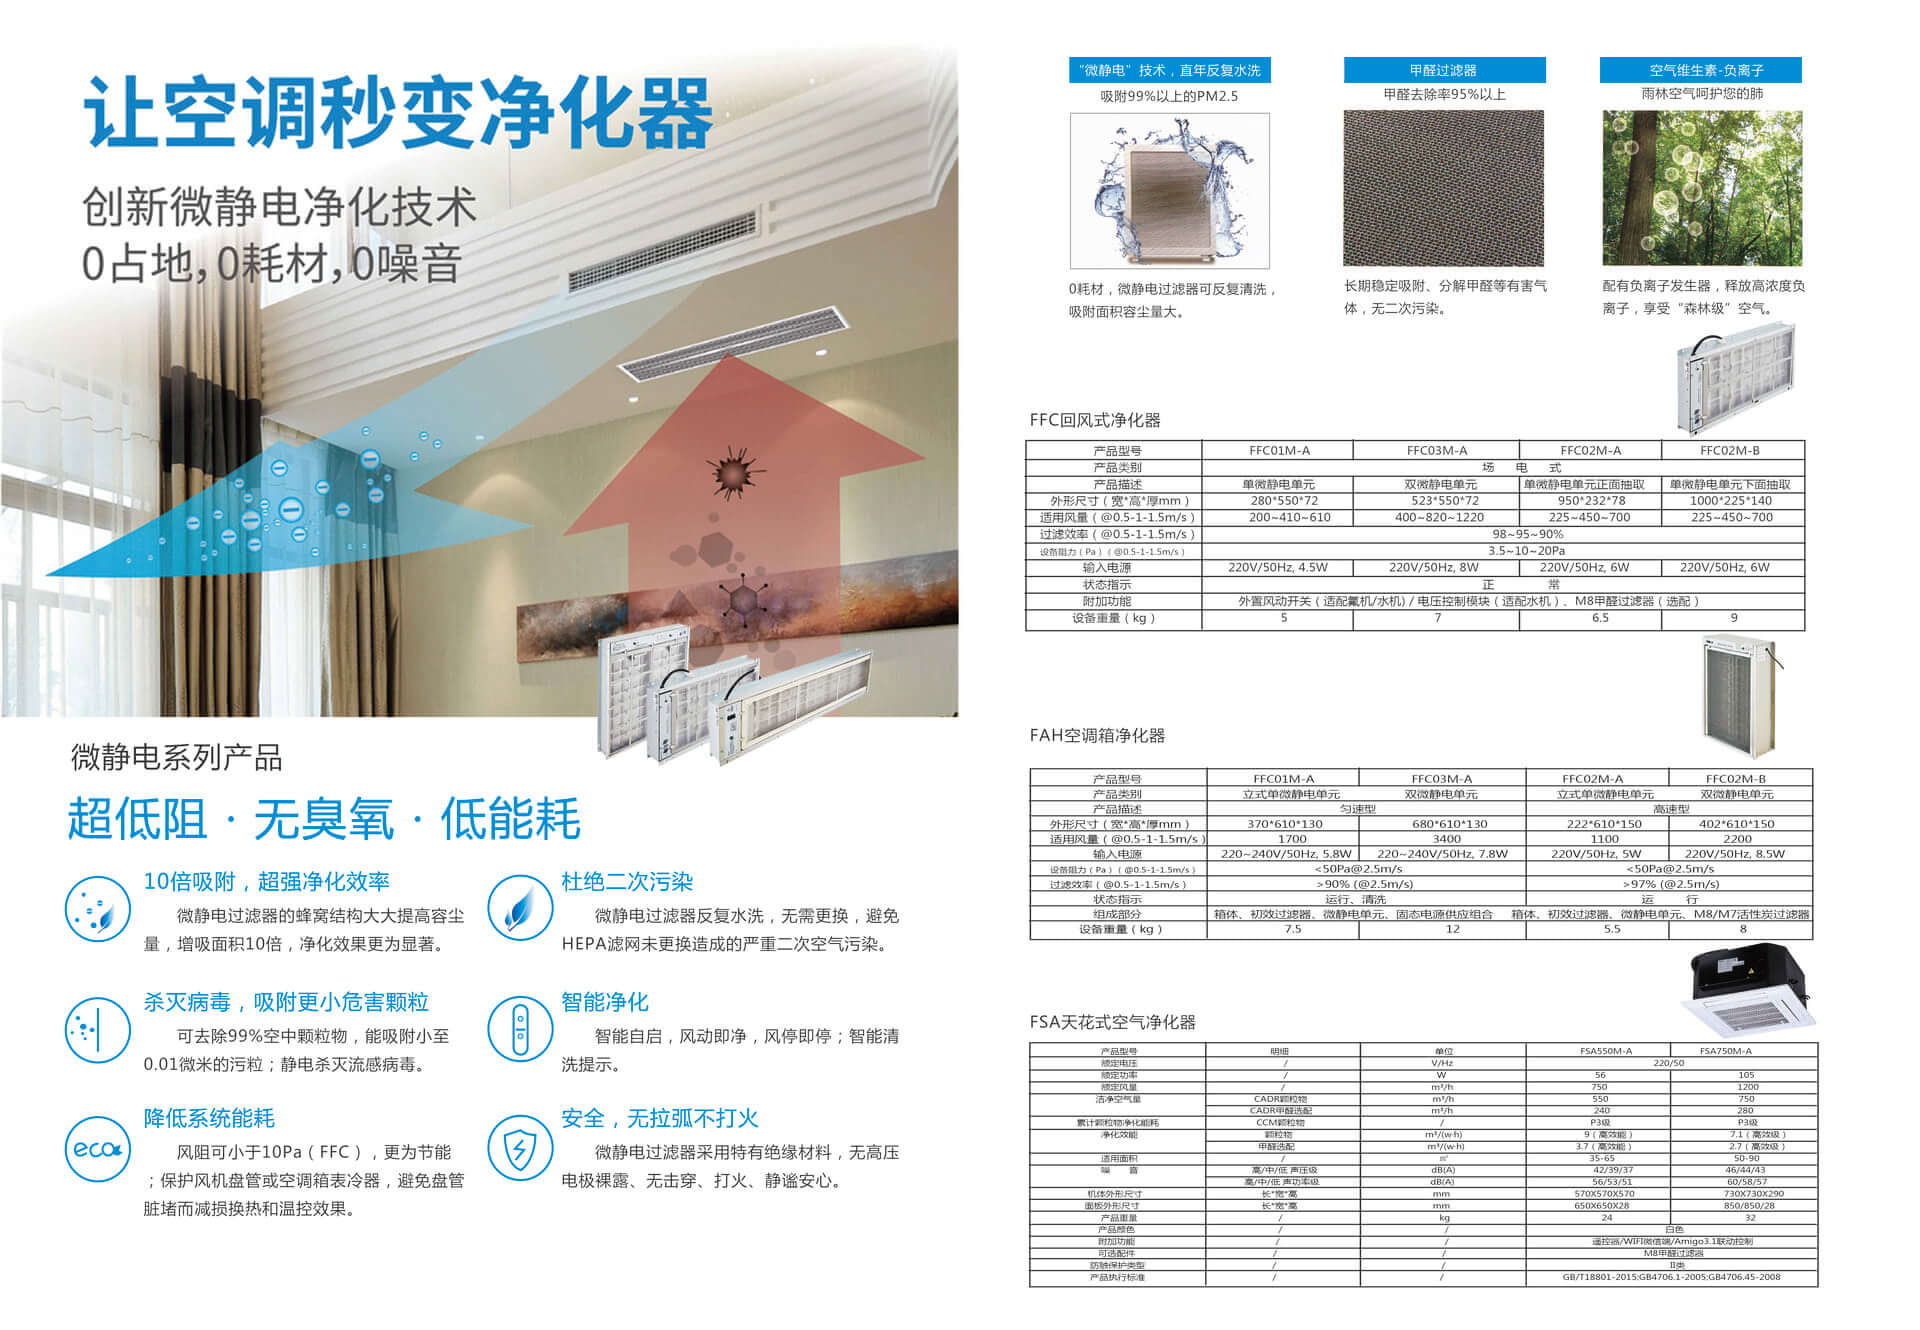 让空调秒变净化器
创新微静电净化技术
0占地,0耗材,0噪音
微静电系列产品
超低阻 · 无臭氧 · 低能耗
10倍吸附，超强净化效率
微静电过滤器的蜂窝结构大大提高容尘
量，增吸面积10倍，净化效果更为显著。
杜绝二次污染
微静电过滤器反复水洗，无需更换，避免
HEPA滤网未更换造成的严重二次空气污染。
杀灭病毒，吸附更小危害颗粒
可去除99%空中颗粒物，能吸附小至
0.01微米的污粒；静电杀灭流感病毒。
智能净化
智能自启，风动即净，风停即停；智能清
洗提示。
eco
降低系统能耗
风阻可小于10Pa（FFC），更为节能
；保护风机盘管或空调箱表冷器，避免盘管
脏堵而减损换热和温控效果。
安全，无拉弧不打火
微静电过滤器采用特有绝缘材料，无高压
电极裸露、无击穿、打火、静谧安心。
“微静电”技术，直年反复水洗
吸附99%以上的PM2.5
0耗材，微静电过滤器可反复清洗，
吸附面积容尘量大。
甲醛过滤器
甲醛去除率95%以上
长期稳定吸附、分解甲醛等有害气
体，无二次污染。
空气维生素-负离子
雨林空气呵护您的肺
配有负离子发生器，释放高浓度负
离子，享受“森林级”空气。
FFC回风式净化器
产品型号 FFC01M-A FFC03M-A FFC02M-A FFC02M-B
产品类别 场 电 式
产品描述 单微静电单元 双微静电单元 单微静电单元正面抽取 单微静电单元下面抽取
外形尺寸（宽*高*厚mm） 280*550*72 523*550*72 950*232*78 1000*225*140
适用风量（@0.5-1-1.5m/s） 200~410~610 400~820~1220 225~450~700 225~450~700
过滤效率（@0.5-1-1.5m/s） 98~95~90%
设备阻力（Pa）（@0.5-1-1.5m/s） 3.5~10~20Pa
输入电源 220V/50Hz, 4.5W 220V/50Hz, 8W 220V/50Hz, 6W 220V/50Hz, 6W
状态指示 正 常
附加功能 外置风动开关（适配氟机/水机）/ 电压控制模块（适配水机）、M8甲醛过滤器（选配）
设备重量（kg） 5 7 6.5 9
FAH空调箱净化器
产品型号 FFC01M-A FFC03M-A FFC02M-A FFC02M-B
产品类别 立式单微静电单元 双微静电单元 立式单微静电单元 双微静电单元
产品描述 匀速型 高速型
外形尺寸（宽*高*厚mm） 370*610*130 680*610*130 222*610*150 402*610*150
适用风量（@0.5-1-1.5m/s） 1700 3400 1100 2200
输入电源 220~240V/50Hz, 5.8W 220~240V/50Hz, 7.8W 220V/50Hz, 5W 220V/50Hz, 8.5W
设备阻力（Pa）（@0.5-1-1.5m/s） <50Pa@2.5m/s <50Pa@2.5m/s
过滤效率（@0.5-1-1.5m/s） >90% (@2.5m/s) >97% (@2.5m/s)
状态指示 运行、清洗 运 行
组成部分 箱体、初效过滤器、微静电单元、固态电源供应组合 箱体、初效过滤器、微静电单元、M8/M7活性炭过滤器
设备重量（kg） 7.5 12 5.5 8
FSA天花式空气净化器
产品型号 明细 单位 FSA550M-A FSA750M-A
额定电压 / V/Hz 220/50
额定功率 / W 56 105
额定风量 / m³/h 750 1200
洁净空气量 CADR颗粒物 m³/h 550 750
CADR甲醛选配 m³/h 240 280
累计颗粒物净化能耗 CCM颗粒物 / P3级 P3级
净化效能 颗粒物 m³/(w·h) 9（高效能） 7.1（高效级）
甲醛选配 m³/(w·h) 3.7（高效能） 2.7（高效级）
适用面积 / ㎡ 35-65 50-90
噪 音 高/中/低 声压级 dB(A) 42/39/37 46/44/43
高/中/低 声功率级 dB(A) 56/53/51 60/58/57
机体外形尺寸 长*宽*高 mm 570X570X570 730X730X290
面板外形尺寸 长*宽*高 mm 650X650X28 850/850/28
产品重量 / kg 24 32
产品颜色 / / 白色
附加功能 / / 遥控器/WIFI微信端/Amigo3.1联动控制
可选配件 / / M8甲醛过滤器
防触保护类型 / / II类
产品执行标准 / / GB/T18801-2015;GB4706.1-2005;GB4706.45-2008